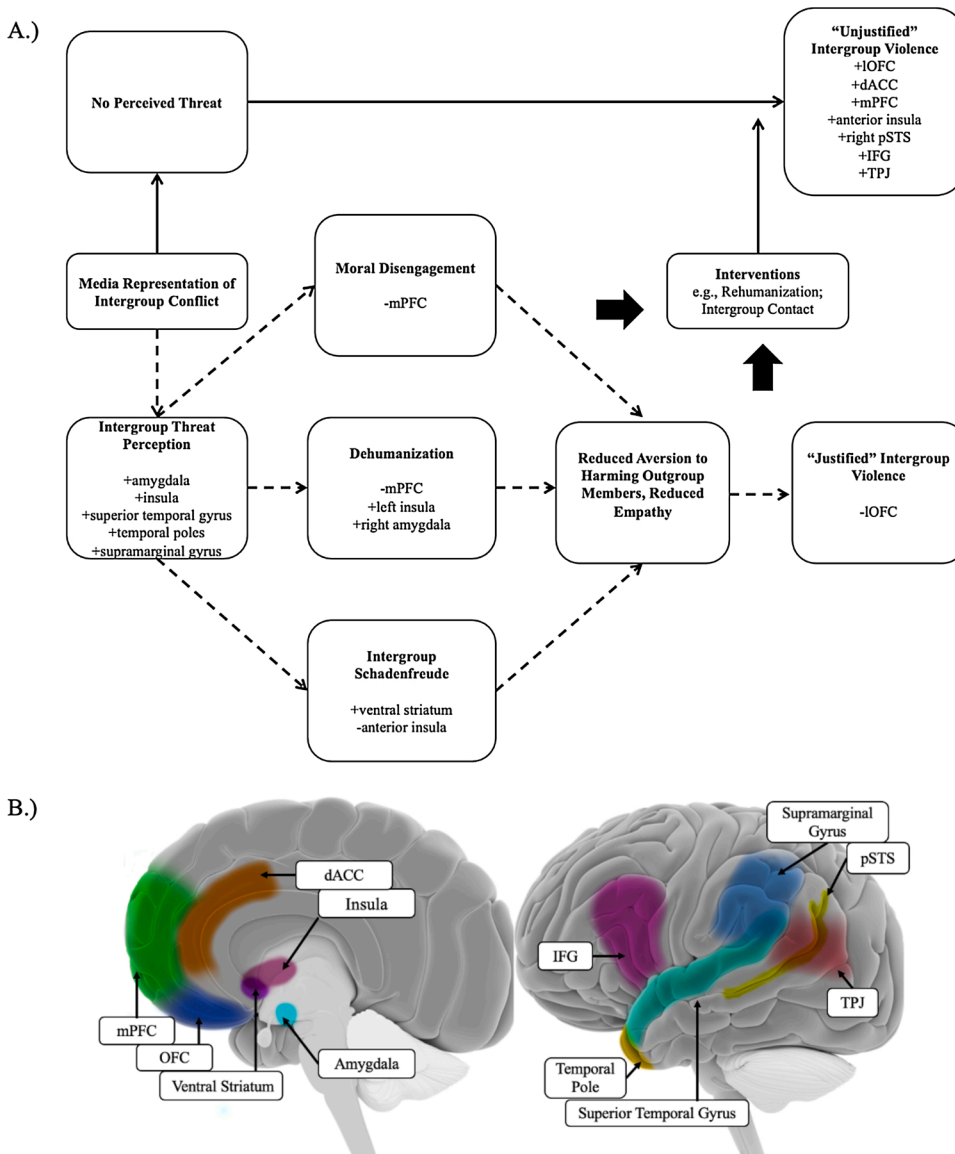 A.)
No Perceived Threat
“Unjustified”
Intergroup Violence
+lOFC
+dACC
+mPFC
+anterior insula
+right pSTS
+IFG
+TPJ
Media Representation of
Intergroup Conflict
Moral Disengagement
-mPFC
Interventions
e.g., Rehumanization;
Intergroup Contact
Intergroup Threat
Perception
+amygdala
+insula
+superior temporal gyrus
+temporal poles
+supramarginal gyrus
Dehumanization
-mPFC
+left insula
+right amygdala
Reduced Aversion to
Harming Outgroup
Members, Reduced
Empathy
“Justified” Intergroup
Violence
-lOFC
Intergroup
Schadenfreude
+ventral striatum
-anterior insula
B.)
dACC
Insula
mPFC
OFC
Ventral Striatum
Amygdala
Supramarginal
Gyrus
pSTS
IFG
TPJ
Temporal
Pole
Superior Temporal Gyrus